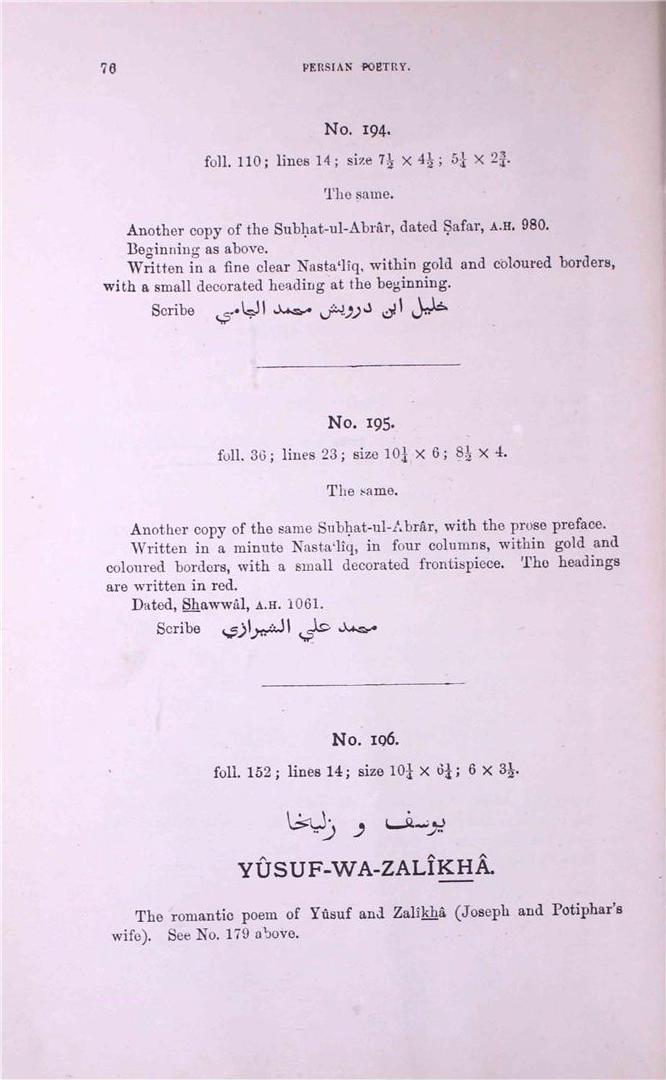 76
PERSIAN POETRY.
No. 194.
foll. 110; lines 14; size 7½ × 4½; 5¼ × 2¾.
The same.
Another copy of the Subḥat-ul-Abrâr, dated Ṣafar, A.H. 980.
Beginning as above.
Written in a fine clear Nasta‘lîq, within gold and coloured borders,
with a small decorated heading at the beginning.
Scribe خليل ابن درويش محمد الجامي
No. 195.
foll. 36; lines 23; size 10¼ × 6; 8½ × 4.
The same.
Another copy of the same Subḥat-ul-Abrâr, with the prose preface.
Written in a minute Nasta‘lîq, in four columns, within gold and
coloured borders, with a small decorated frontispiece. The headings
are written in red.
Dated, Shawwâl, A.H. 1061.
Scribe محمد علي الشيرازي
No. 196.
foll. 152; lines 14; size 10¼ × 6¼; 6 × 3½.
يوسف و زليخا
YÛSUF-WA-ZALÎKHÂ.
The romantic poem of Yûsuf and Zalîkhâ (Joseph and Potiphar's
wife). See No. 179 above.